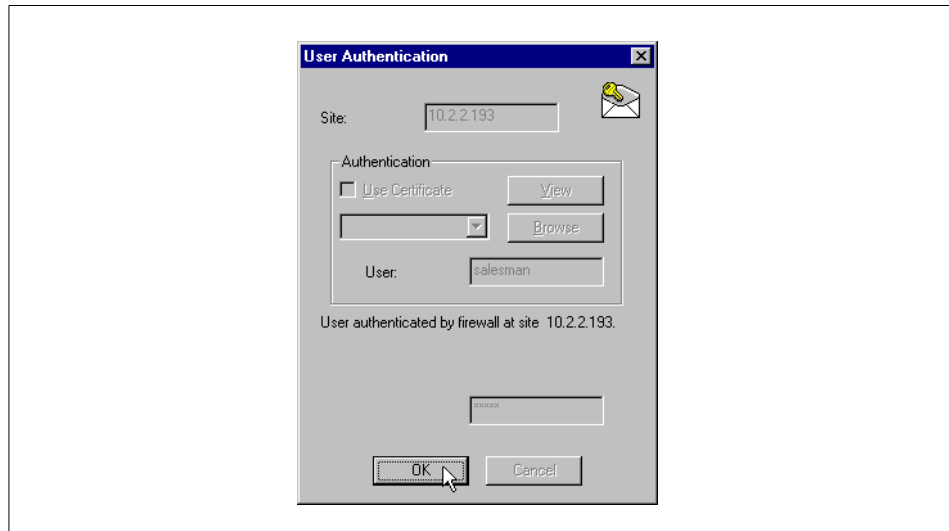 User Authentication
Site: 10.2.2.193
Authentication
Use Certificate View
Browse
User: salesman
User authenticated by firewall at site 10.2.2.193.
*****
OK Cancel